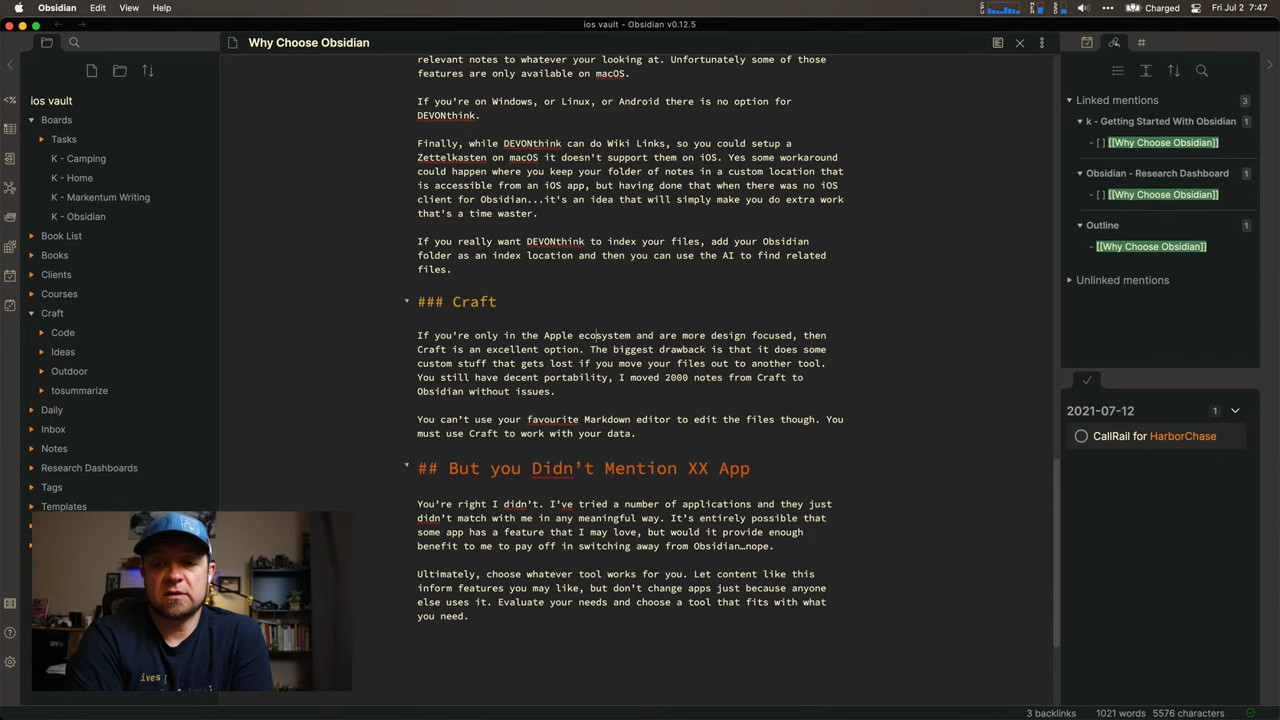 Obsidian Edit View Help
Charged
Fri Jul 2 7:47
ios vault - Obsidian v0.12.5
Why Choose Obsidian
ios vault
Boards
Tasks
K - Camping
K - Home
K - Markentum Writing
K - Obsidian
Book List
Books
Clients
Courses
Craft
Code
Ideas
Outdoor
tosummarize
Daily
Inbox
Notes
Research Dashboards
Tags
Templates
relevant notes to whatever your looking at. Unfortunately some of those
features are only available on macOS.
If you're on Windows, or Linux, or Android there is no option for
DEVONthink.
Finally, while DEVONthink can do Wiki Links, so you could setup a
Zettelkasten on macOS it doesn't support them on iOS. Yes some workaround
could happen where you keep your folder of notes in a custom location that
is accessible from an iOS app, but having done that when there was no iOS
client for Obsidian...it's an idea that will simply make you do extra work
that's a time waster.
If you really want DEVONthink to index your files, add your Obsidian
folder as an index location and then you can use the AI to find related
files.
### Craft
If you're only in the Apple ecosystem and are more design focused, then
Craft is an excellent option. The biggest drawback is that it does some
custom stuff that gets lost if you move your files out to another tool.
You still have decent portability, I moved 2000 notes from Craft to
Obsidian without issues.
You can't use your favourite Markdown editor to edit the files though. You
must use Craft to work with your data.
## But you Didn't Mention XX App
You're right I didn't. I've tried a number of applications and they just
didn't match with me in any meaningful way. It's entirely possible that
some app has a feature that I may love, but would it provide enough
benefit to me to pay off in switching away from Obsidian…nope.
Ultimately, choose whatever tool works for you. Let content like this
inform features you may like, but don't change apps just because anyone
else uses it. Evaluate your needs and choose a tool that fits with what
you need.
Linked mentions 3
k - Getting Started With Obsidian 1
- [ ] [[Why Choose Obsidian]]
Obsidian - Research Dashboard 1
- [ ] [[Why Choose Obsidian]]
Outline 1
- [[Why Choose Obsidian]]
Unlinked mentions
2021-07-12 1
CallRail for HarborChase
ives
3 backlinks 1021 words 5576 characters